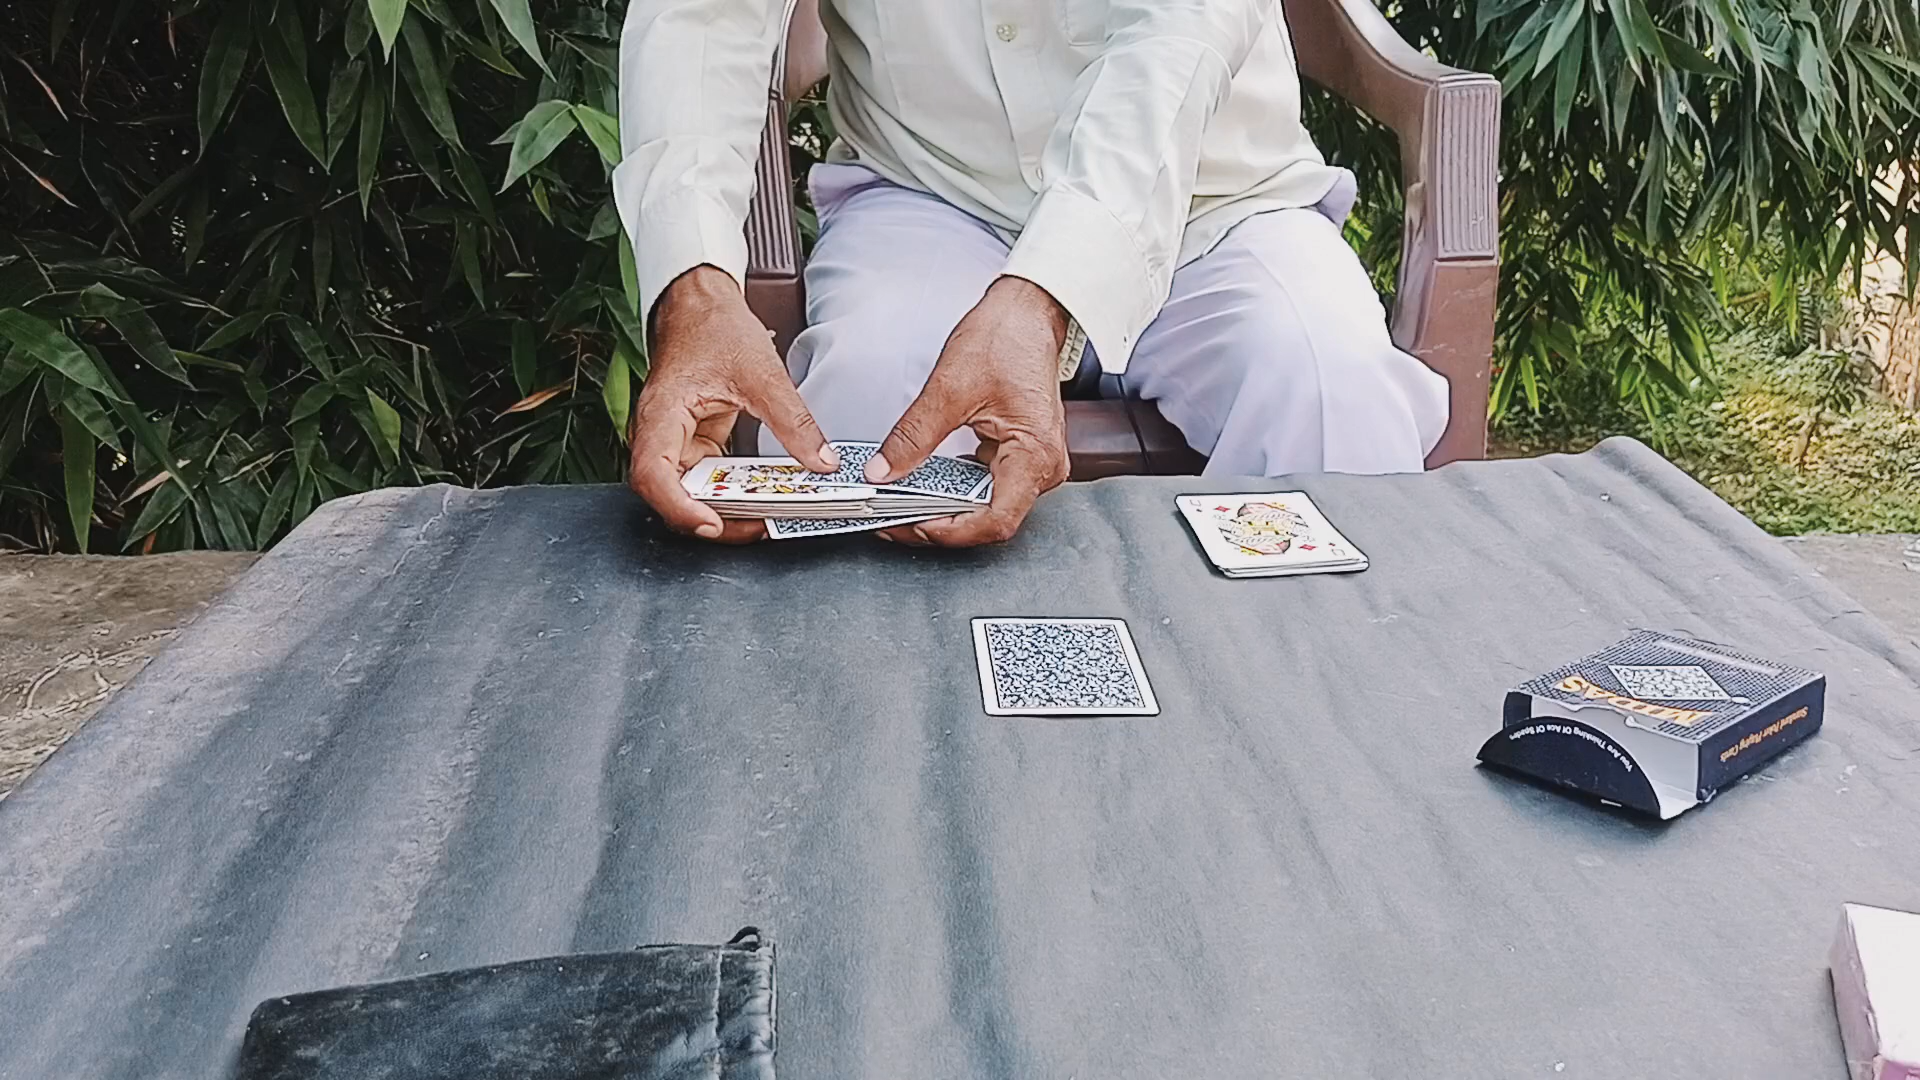 Q
Q
MIDAS
Standard Poker Playing Cards
You Are Thinking Of Ace Of Spades